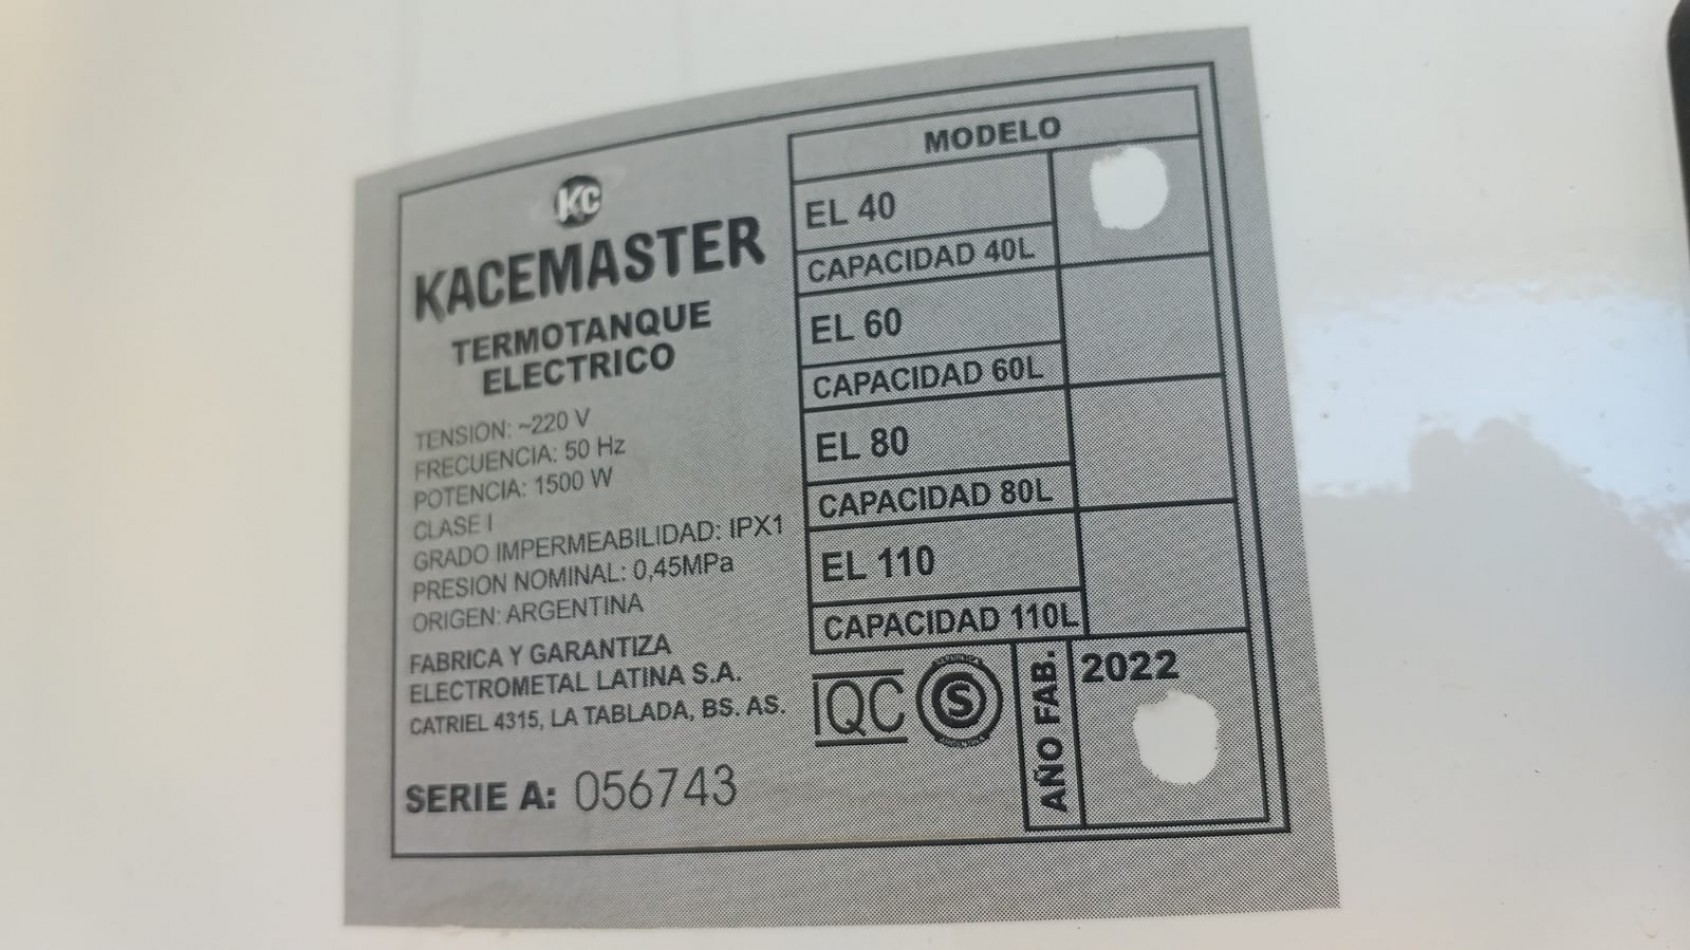 KC
KACEMASTER
TERMOTANQUE
ELECTRICO
TENSION: ~220 V
FRECUENCIA: 50 Hz
POTENCIA: 1500 W
CLASE I
GRADO IMPERMEABILIDAD: IPX1
PRESION NOMINAL: 0,45MPa
ORIGEN: ARGENTINA
FABRICA Y GARANTIZA
ELECTROMETAL LATINA S.A.
CATRIEL 4315, LA TABLADA, BS. AS.
SERIE A: 056743
MODELO
EL 40
CAPACIDAD 40L
EL 60
CAPACIDAD 60L
EL 80
CAPACIDAD 80L
EL 110
CAPACIDAD 110L
IQC
S
ARGENTINA
AÑO FAB.
2022